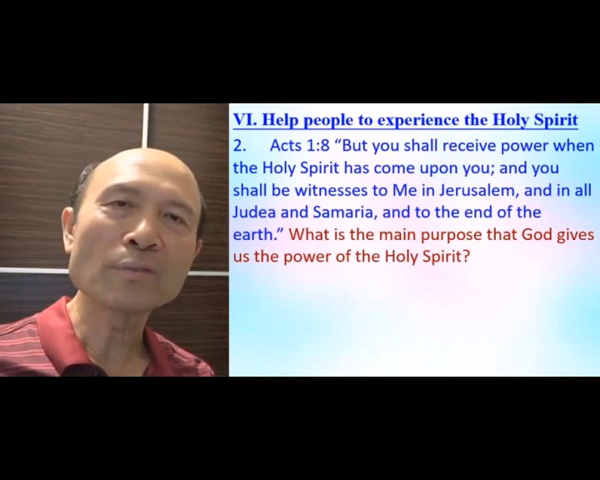 VI. Help people to experience the Holy Spirit
2. Acts 1:8 “But you shall receive power when
the Holy Spirit has come upon you; and you
shall be witnesses to Me in Jerusalem, and in all
Judea and Samaria, and to the end of the
earth.” What is the main purpose that God gives
us the power of the Holy Spirit?